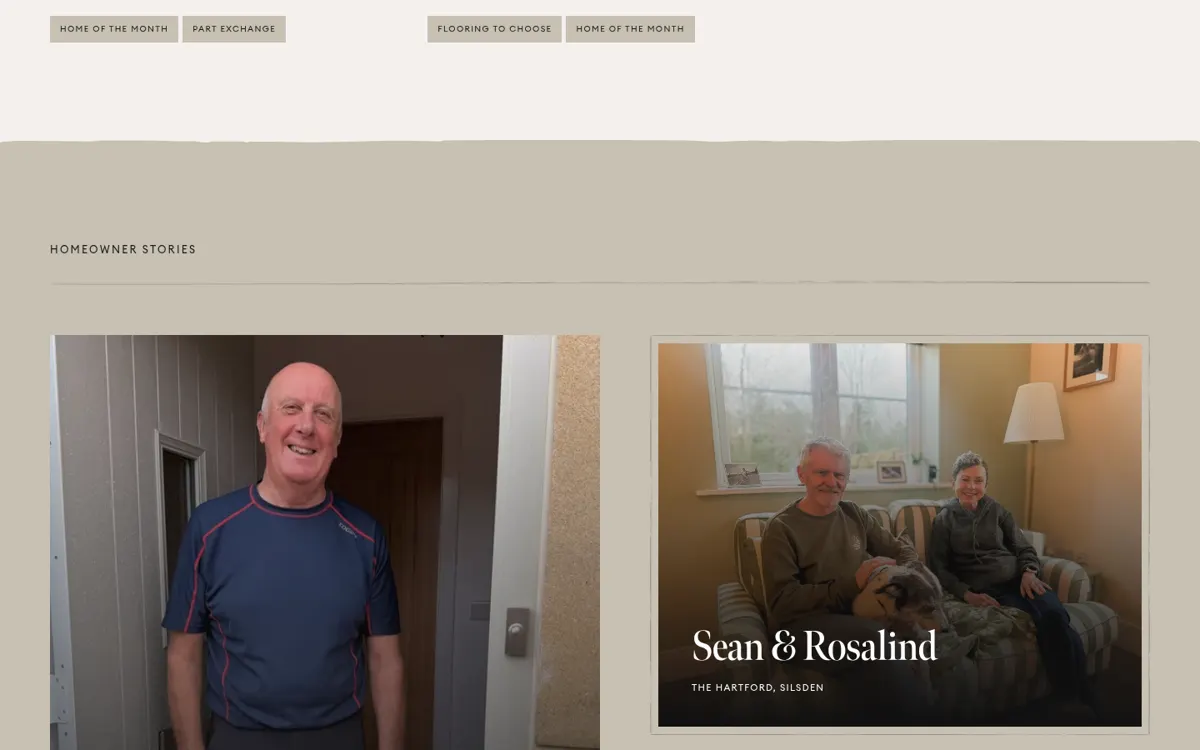 HOME OF THE MONTH
PART EXCHANGE
FLOORING TO CHOOSE
HOME OF THE MONTH
HOMEOWNER STORIES
Sean & Rosalind
THE HARTFORD, SILSDEN